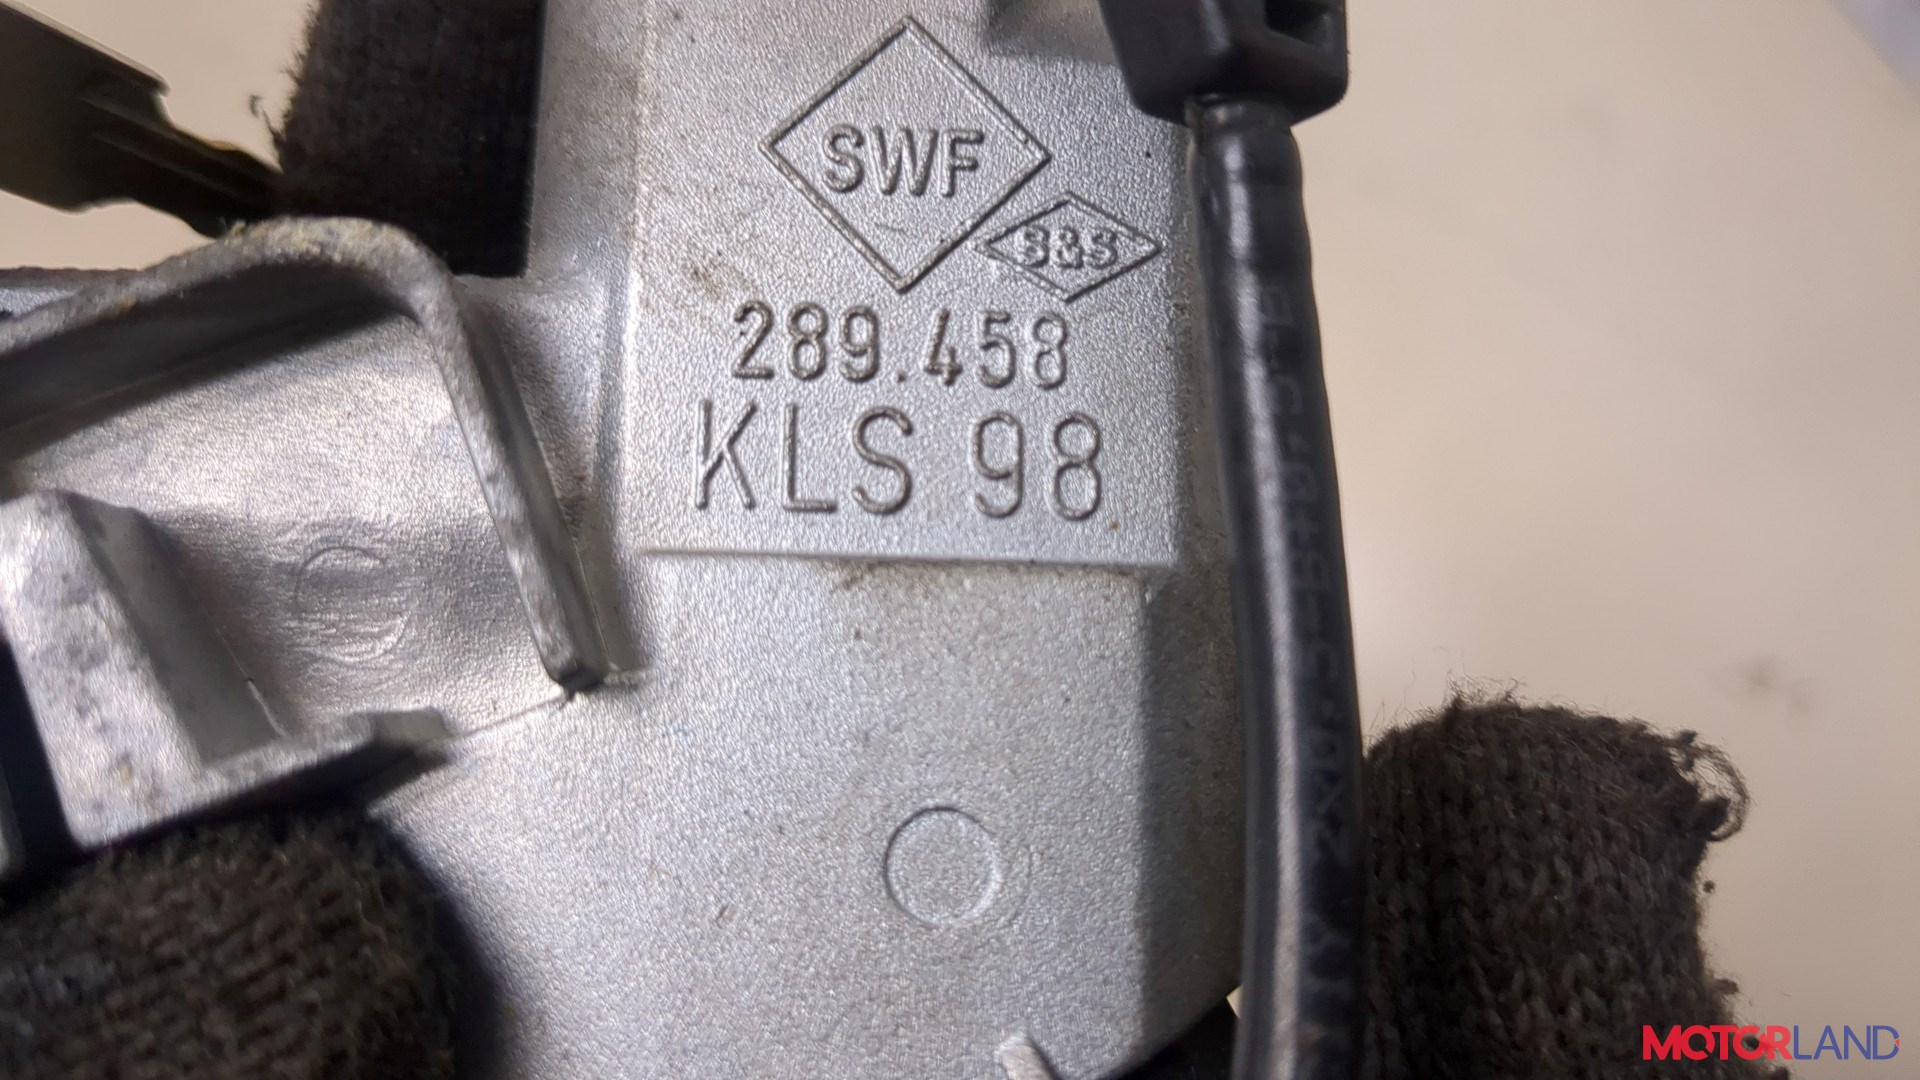 SWF
S&S
289.458
KLS 98
MOTORLAND